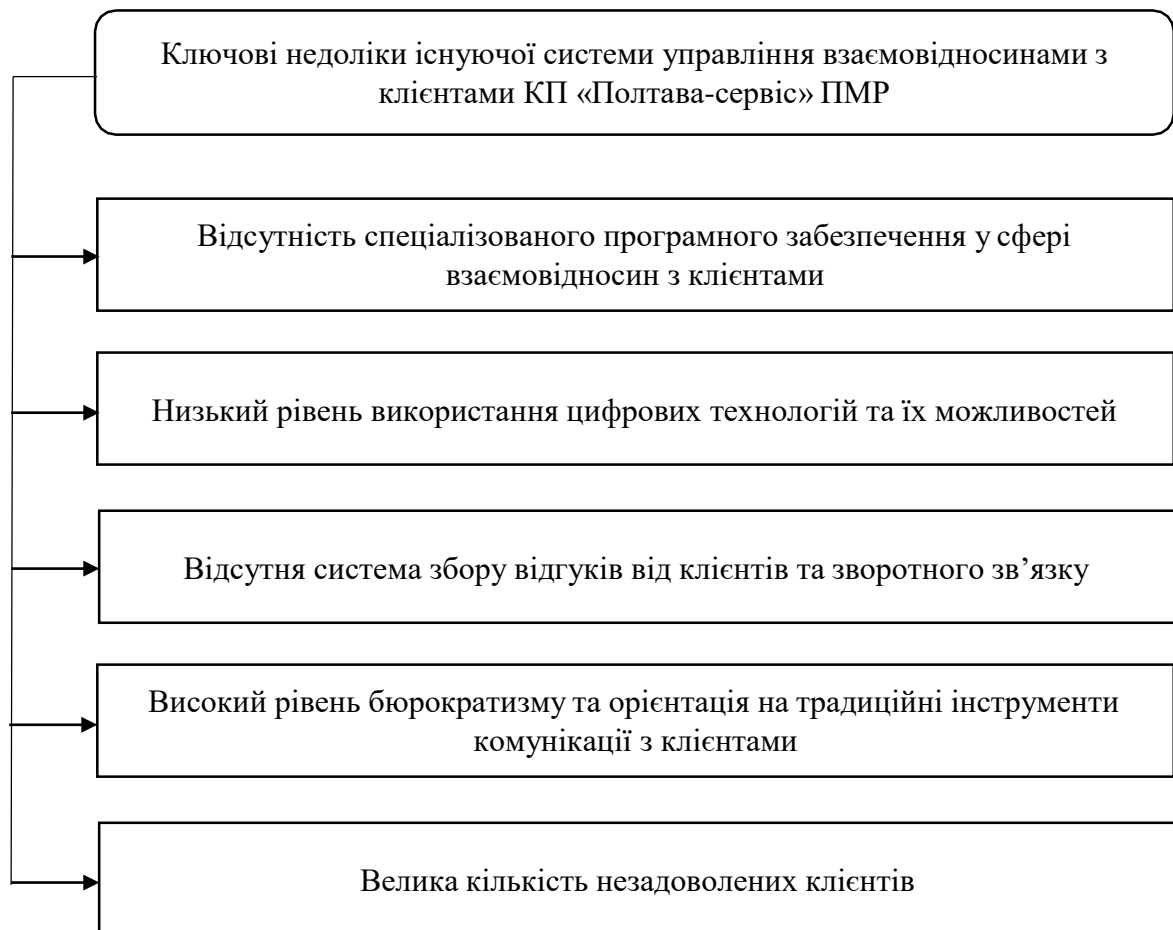 Ключові недоліки існуючої системи управління взаємовідносинами з
клієнтами КП «Полтава-сервіс» ПМР
Відсутність спеціалізованого програмного забезпечення у сфері
взаємовідносин з клієнтами
Низький рівень використання цифрових технологій та їх можливостей
Відсутня система збору відгуків від клієнтів та зворотного зв’язку
Високий рівень бюрократизму та орієнтація на традиційні інструменти
комунікації з клієнтами
Велика кількість незадоволених клієнтів